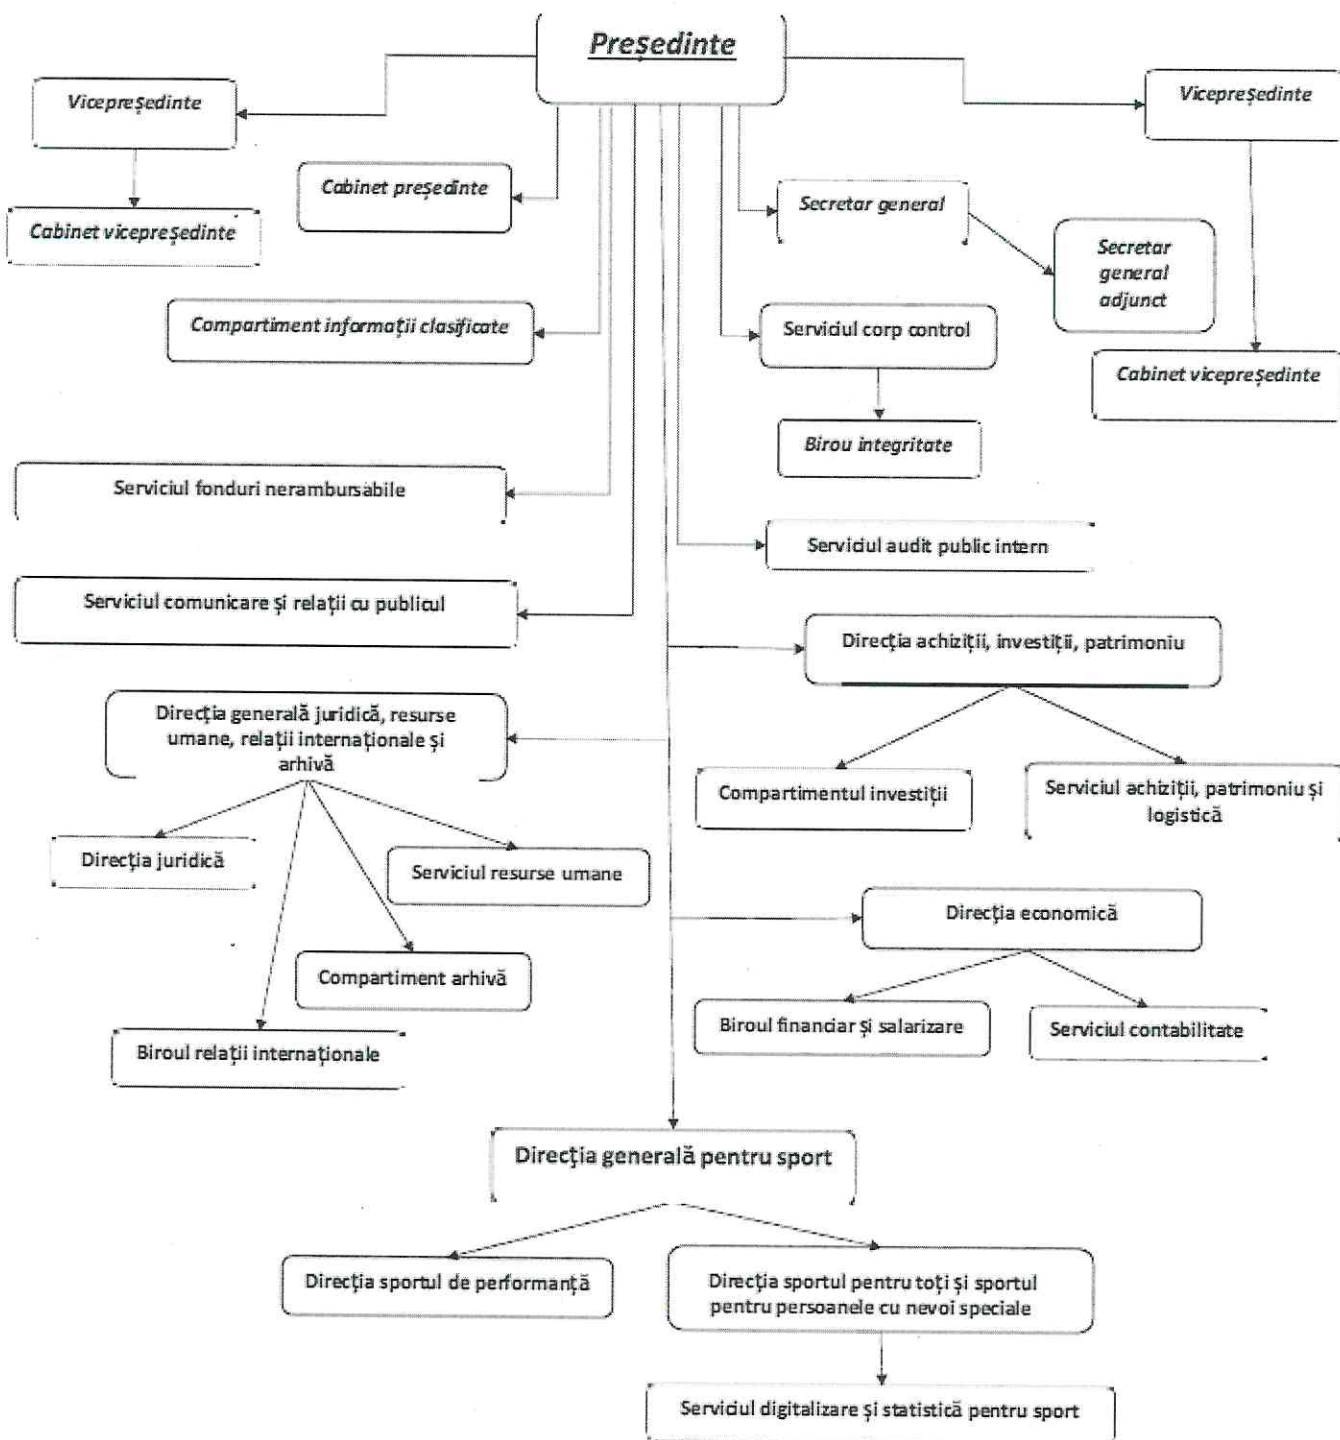 Președinte
Vicepreședinte
Vicepreședinte
Cabinet președinte
Secretar general
Cabinet vicepreședinte
Secretar
general
adjunct
Compartiment informații clasificate
Serviciul corp control
Cabinet vicepreședinte
Birou integritate
Serviciul fonduri nerambursabile
Serviciul audit public intern
Serviciul comunicare și relații cu publicul
Direcția achiziții, investiții, patrimoniu
Direcția generală juridică, resurse
umane, relații internaționale și
arhivă
Compartimentul investiții
Serviciul achiziții, patrimoniu și
logistică
Direcția juridică
Serviciul resurse umane
Direcția economică
Compartiment arhivă
Biroul financiar și salarizare
Serviciul contabilitate
Biroul relații internaționale
Direcția generală pentru sport
Direcția sportul de performanță
Direcția sportul pentru toți și sportul
pentru persoanele cu nevoi speciale
Serviciul digitalizare și statistică pentru sport